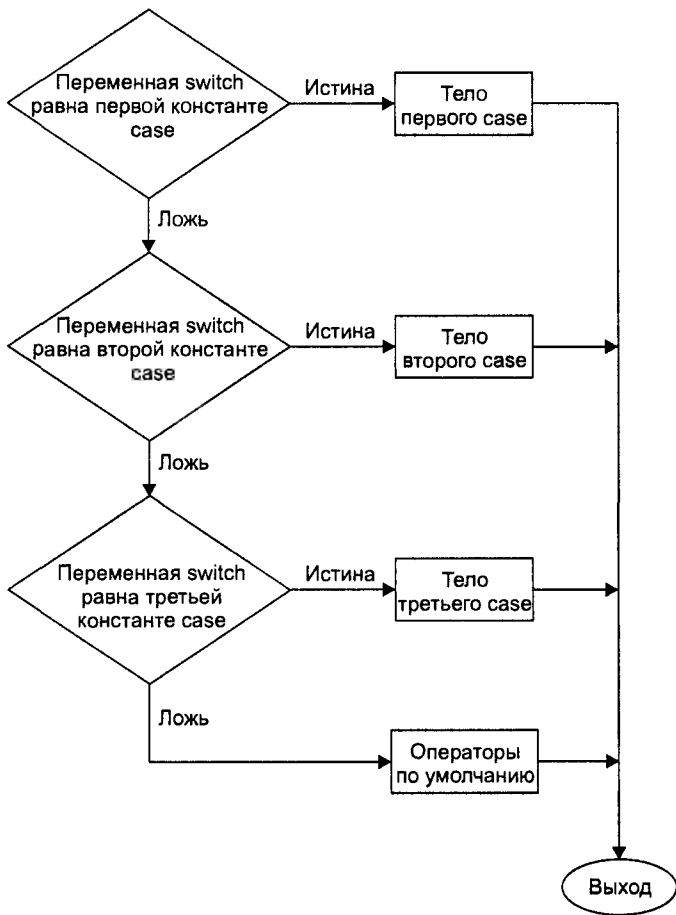 Переменная switch
равна первой константе
case
Истина
Тело
первого case
Ложь
Переменная switch
равна второй константе
case
Истина
Тело
второго case
Ложь
Переменная switch
равна третьей
константе case
Истина
Тело
третьего case
Ложь
Операторы
по умолчанию
Выход